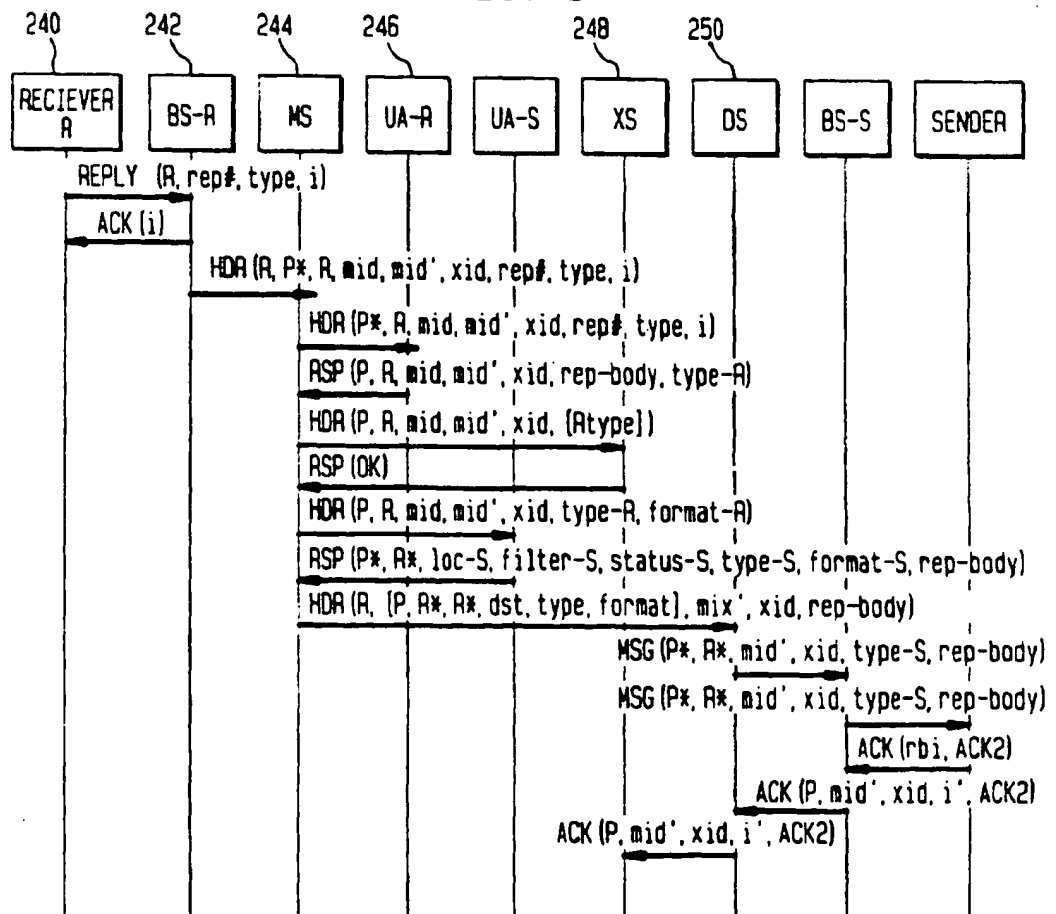 240 242 244 246 248 250
RECIEVER R BS-R MS UA-R UA-S XS DS BS-S SENDER
REPLY (R, rep#, type, i)
ACK (i)
HDR (R, P*, R, mid, mid', xid, rep#, type, i)
HDR (P*, R, mid, mid', xid, rep#, type, i)
RSP (P, R, mid, mid', xid, rep-body, type-R)
HDR (P, R, mid, mid', xid, [Rtype])
RSP (OK)
HDR (P, R, mid, mid', xid, type-R, format-R)
RSP (P*, R*, loc-S, filter-S, status-S, type-S, format-S, rep-body)
HDR (R, [P, R*, R*, dst, type, format], mix', xid, rep-body)
MSG (P*, R*, mid', xid, type-S, rep-body)
MSG (P*, R*, mid', xid, type-S, rep-body)
ACK (rbi, ACK2)
ACK (P, mid', xid, i', ACK2)
ACK (P, mid', xid, i', ACK2)